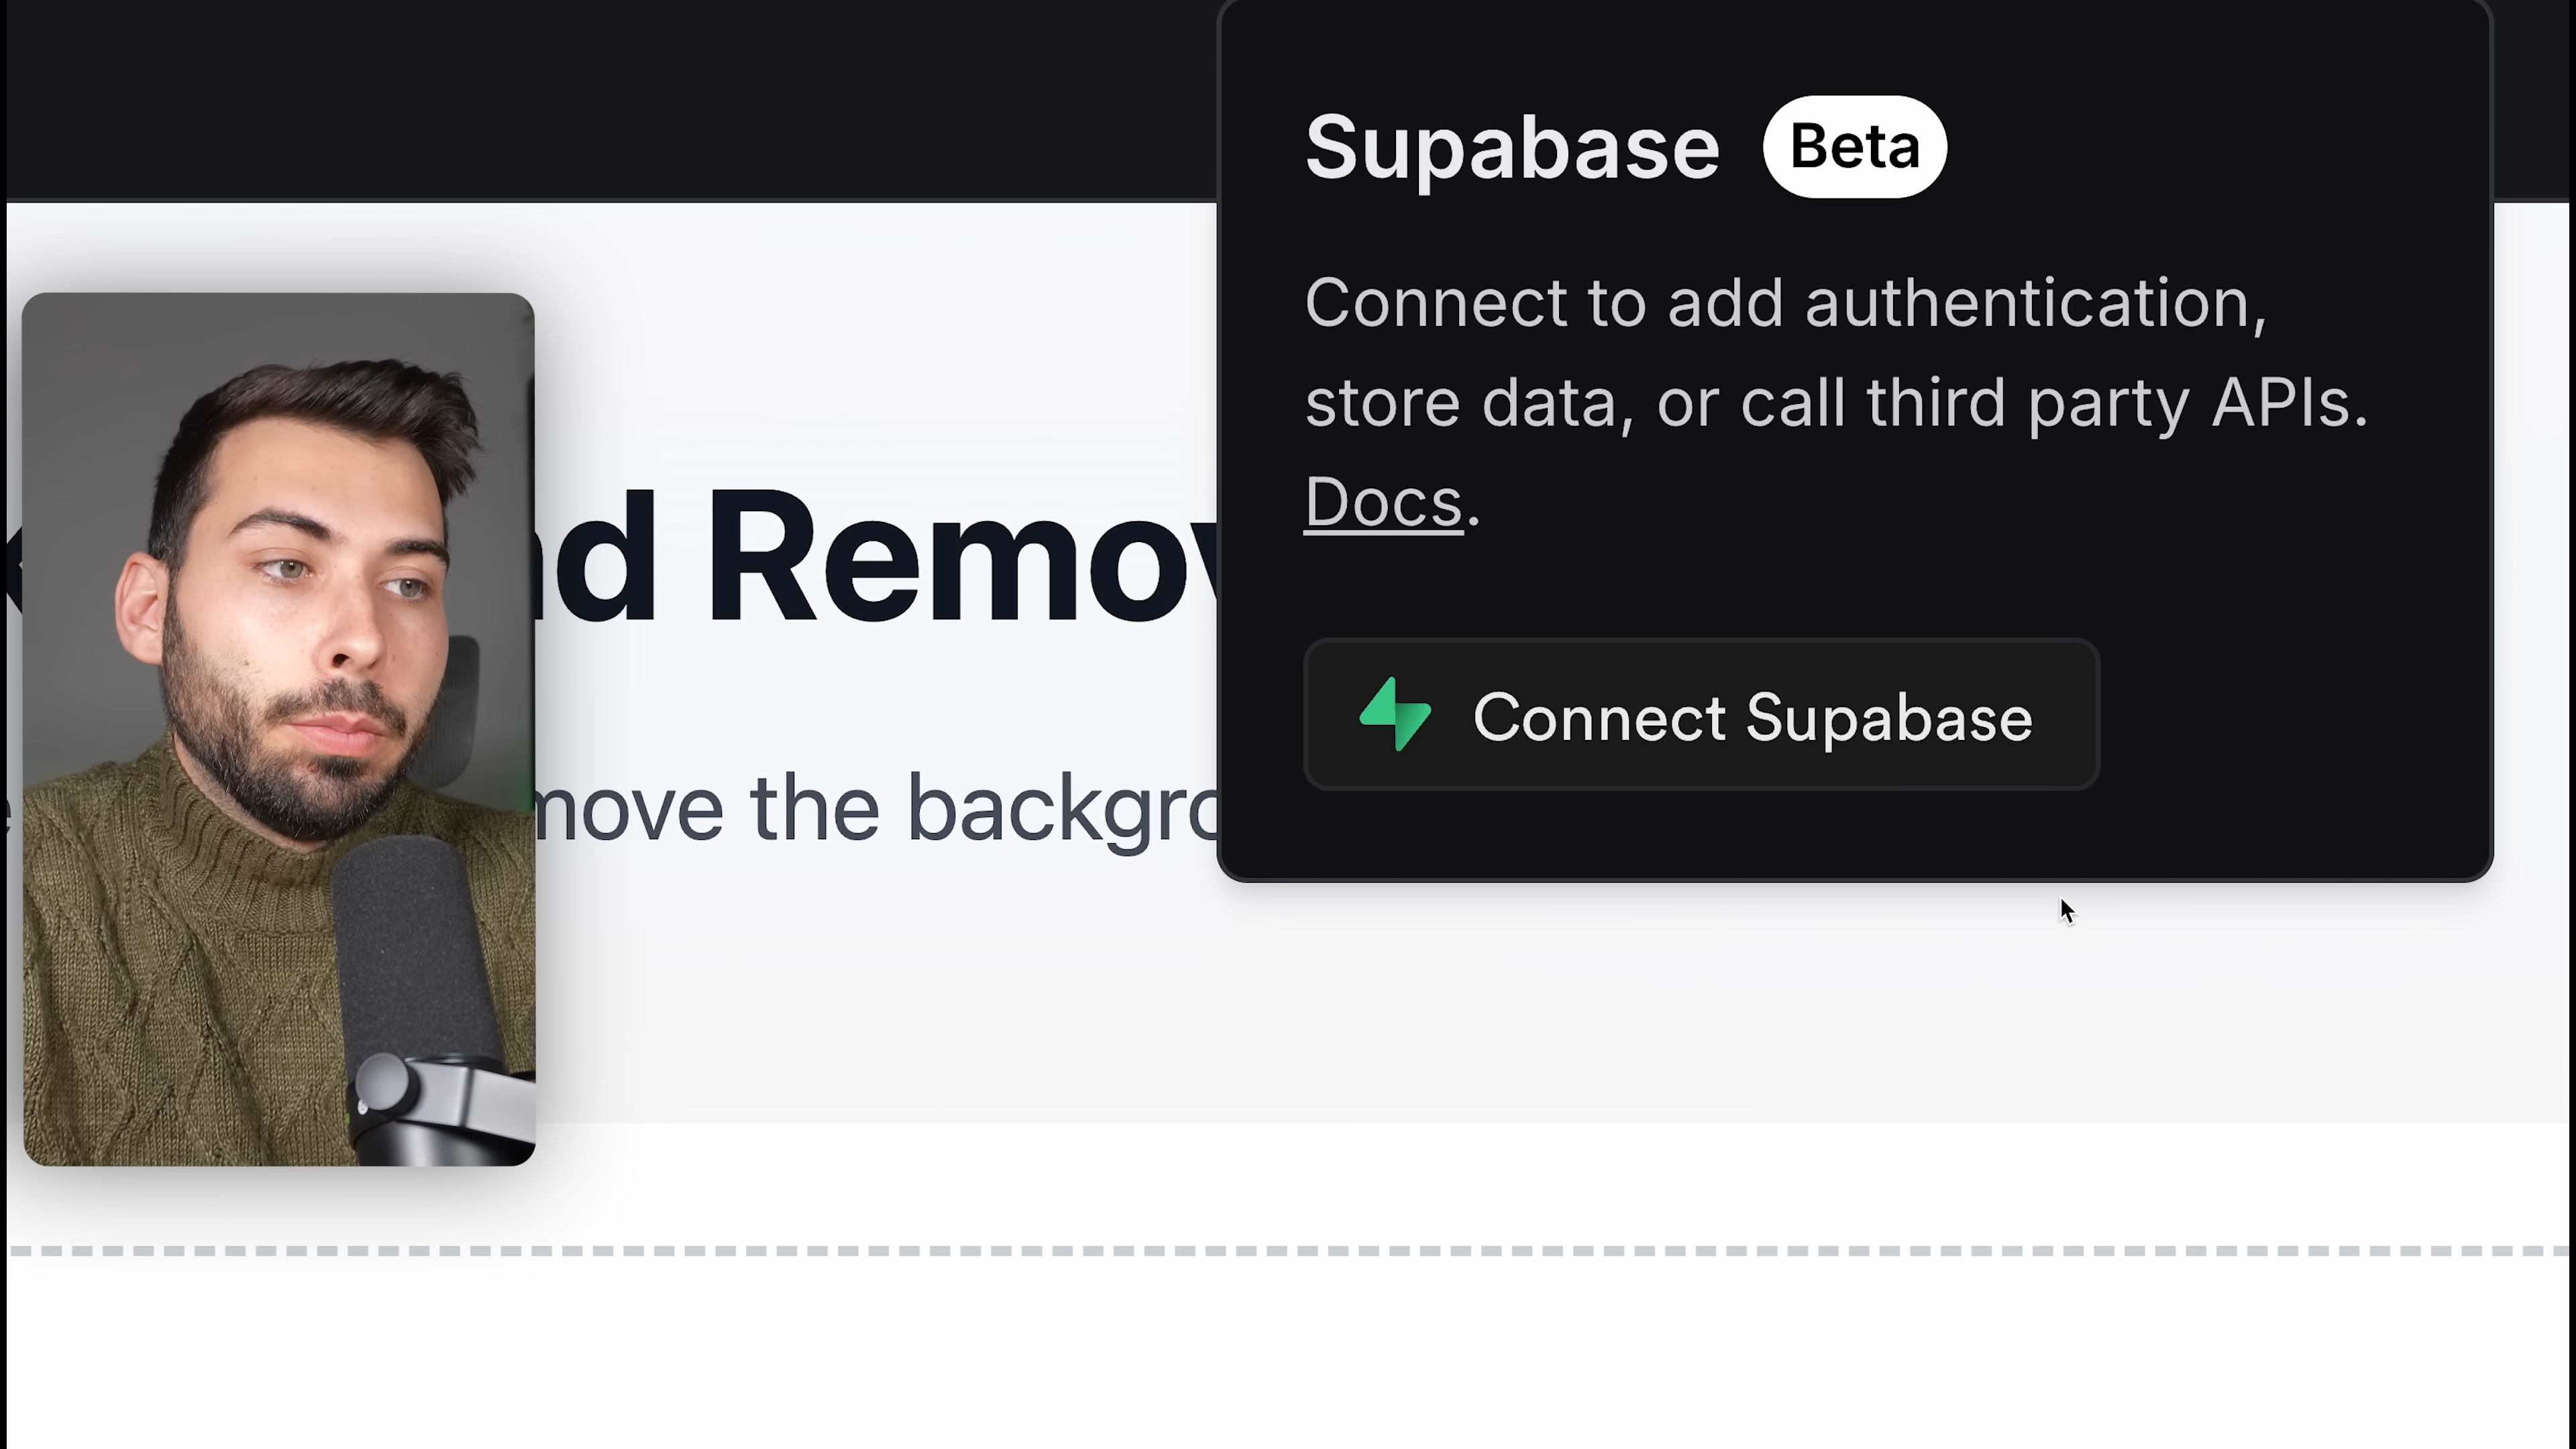 Supabase Beta
Connect to add authentication,
store data, or call third party APIs.
Docs.
Connect Supabase
d Remov
move the backgro